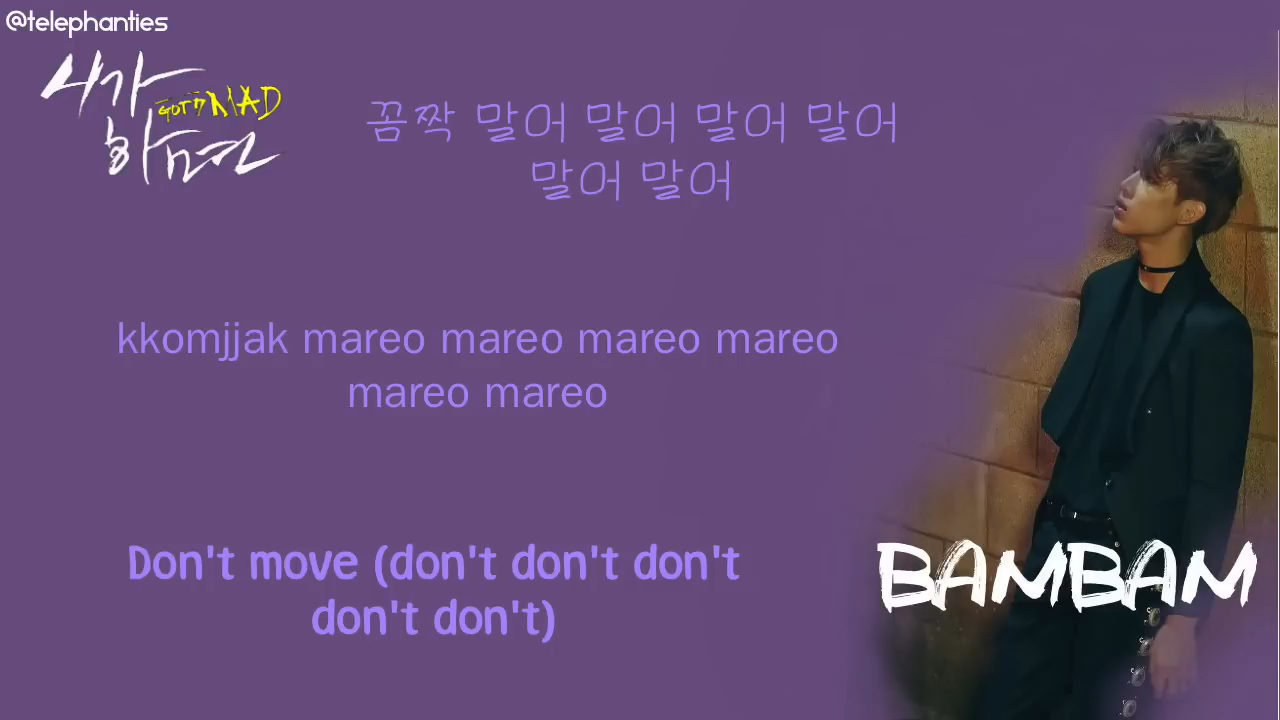 @telephanties
니가
하면
GOT7 MAD
꼼짝 말어 말어 말어 말어
말어 말어
kkomjjak mareo mareo mareo mareo
mareo mareo
Don't move (don't don't don't
don't don't)
BAMBAM